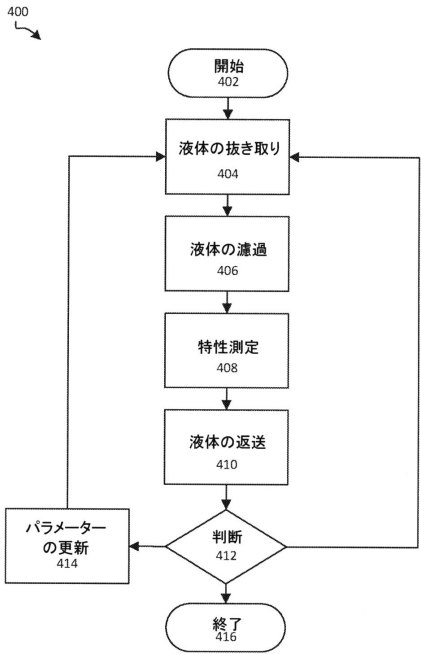 400
開始
402
液体の抜き取り
404
液体の濾過
406
特性測定
408
液体の返送
410
判断
412
パラメーター
の更新
414
終了
416